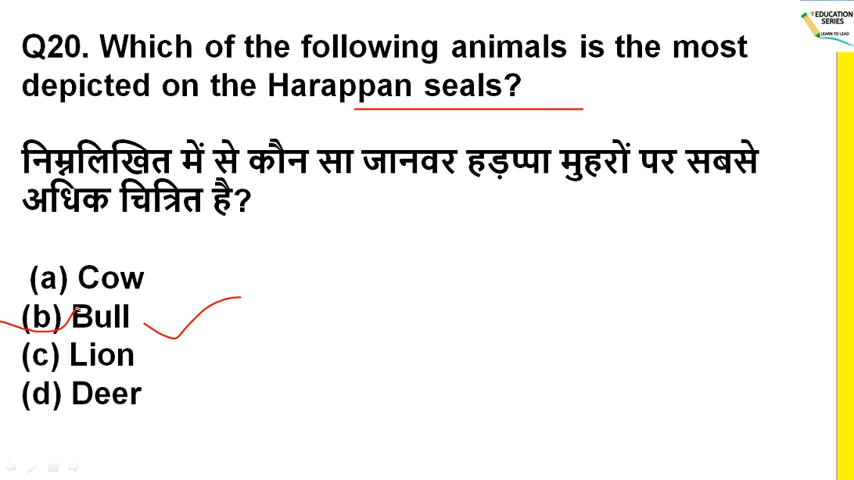 EDUCATION
SERIES
LEARN TO LEAD
Q20. Which of the following animals is the most
depicted on the Harappan seals?
निम्नलिखित में से कौन सा जानवर हड़प्पा मुहरों पर सबसे
अधिक चित्रित है?
(a) Cow
(b) Bull
(c) Lion
(d) Deer